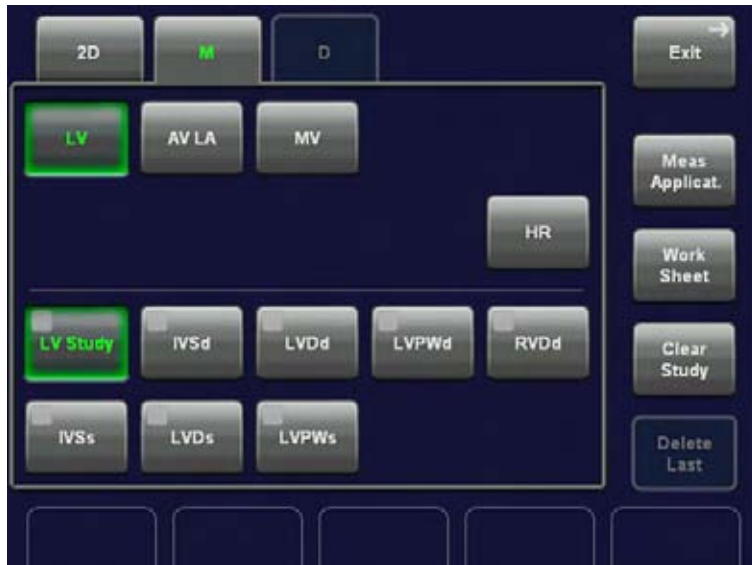 2D M D Exit
LV AV LA MV
Meas
Applicat.
HR
Work
Sheet
LV Study IVSd LVDd LVPWd RVDd
Clear
Study
IVSs LVDs LVPWs
Delete
Last